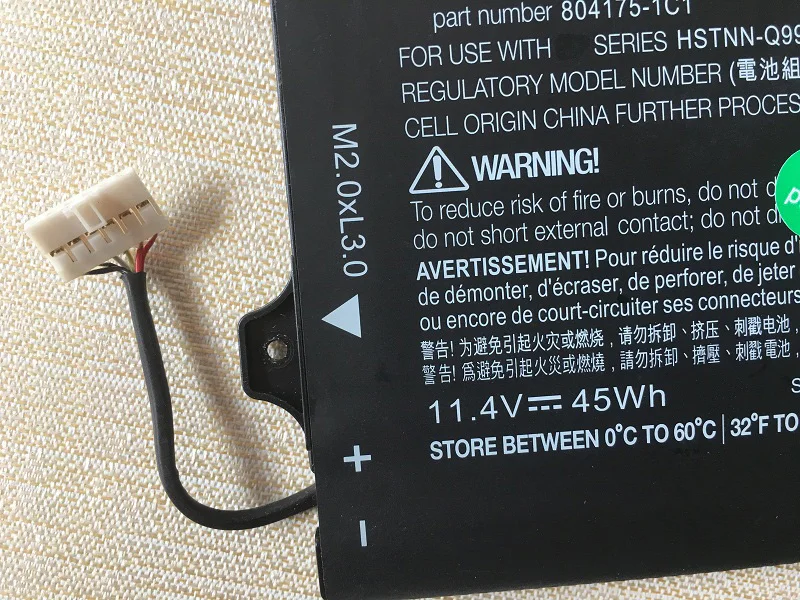 part number 804175-1C1
FOR USE WITH SERIES HSTNN-Q99
REGULATORY MODEL NUMBER (電池組
CELL ORIGIN CHINA FURTHER PROCES
WARNING!
To reduce risk of fire or burns, do not
do not short external contact; do not
AVERTISSEMENT! Pour réduire le risque d'
de démonter, d'écraser, de perforer, de jeter
ou encore de court-circuiter ses connecteurs
警告! 为避免引起火灾或燃烧，请勿拆卸、挤压、刺戳电池，
警告! 爲避免引起火災或燃燒，請勿拆卸、擠壓、刺戳電池，
11.4V⎓ 45Wh
STORE BETWEEN 0°C TO 60°C | 32°F TO
M2.0xL3.0
+
-